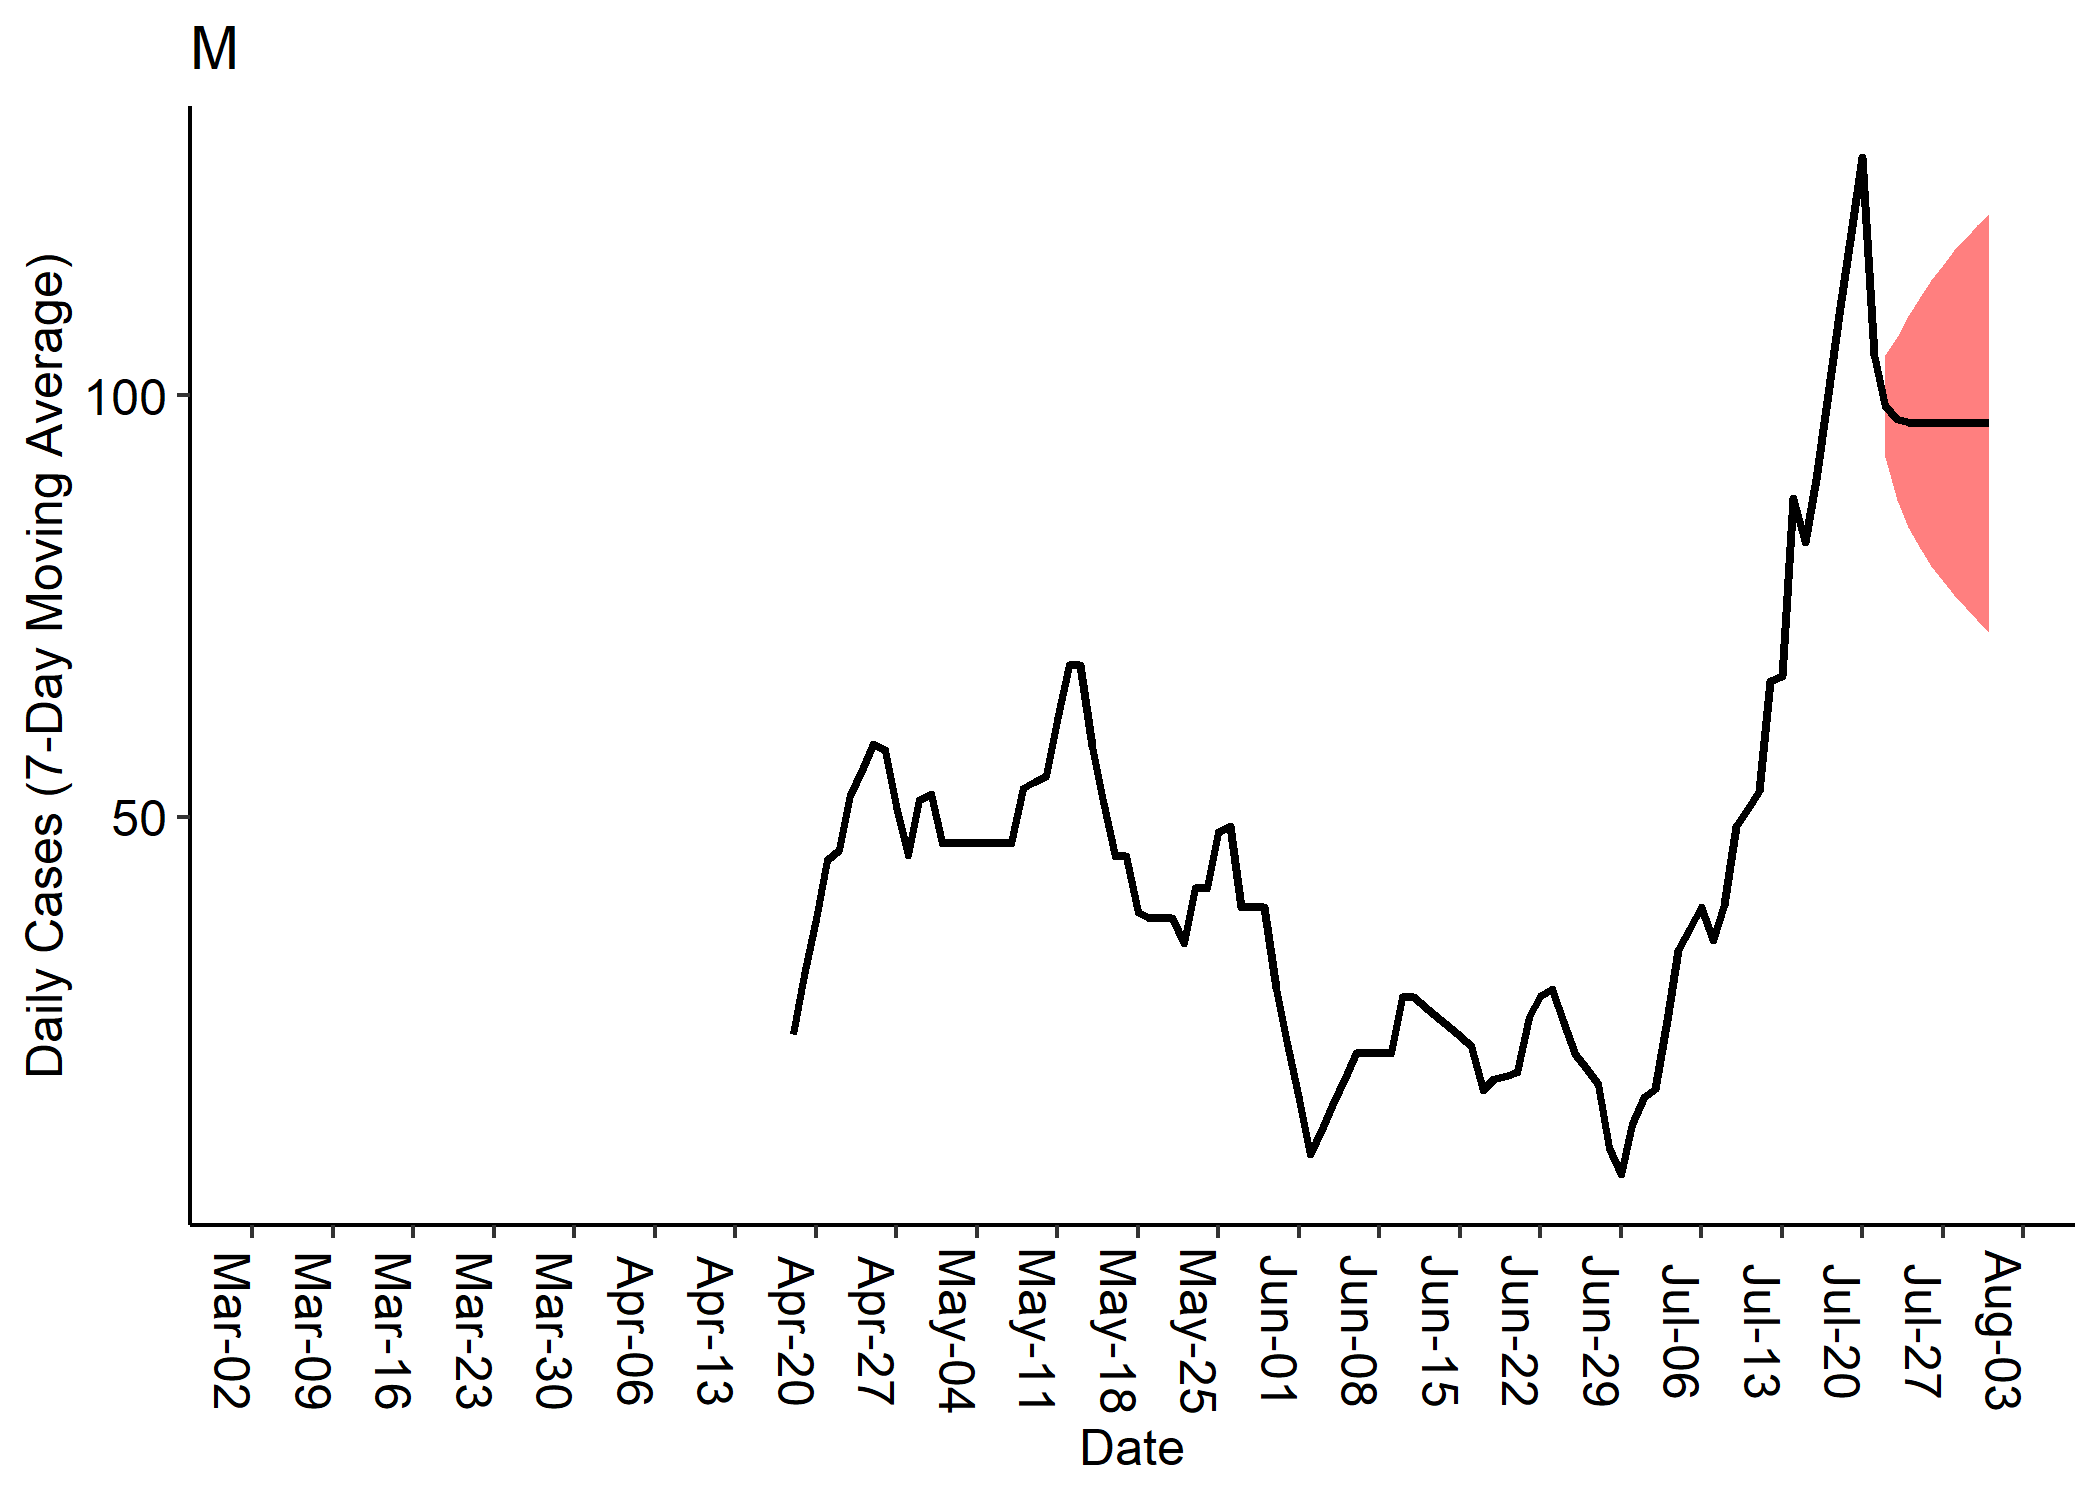 M
Daily Cases (7-Day Moving Average)
100
50
Mar-02
Mar-09
Mar-16
Mar-23
Mar-30
Apr-06
Apr-13
Apr-20
Apr-27
May-04
May-11
May-18
May-25
Jun-01
Jun-08
Jun-15
Jun-22
Jun-29
Jul-06
Jul-13
Jul-20
Jul-27
Aug-03
Date